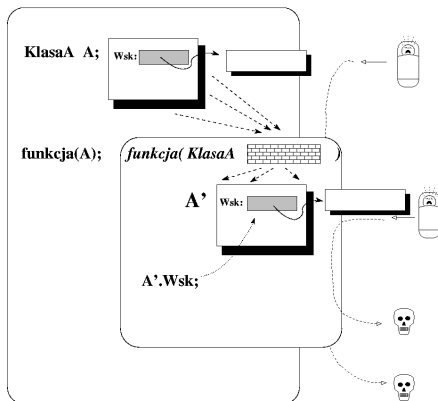 KlasaA A;
Wsk:
funkcja(A); funkcja( KlasaA )
A'
Wsk:
A'.Wsk;